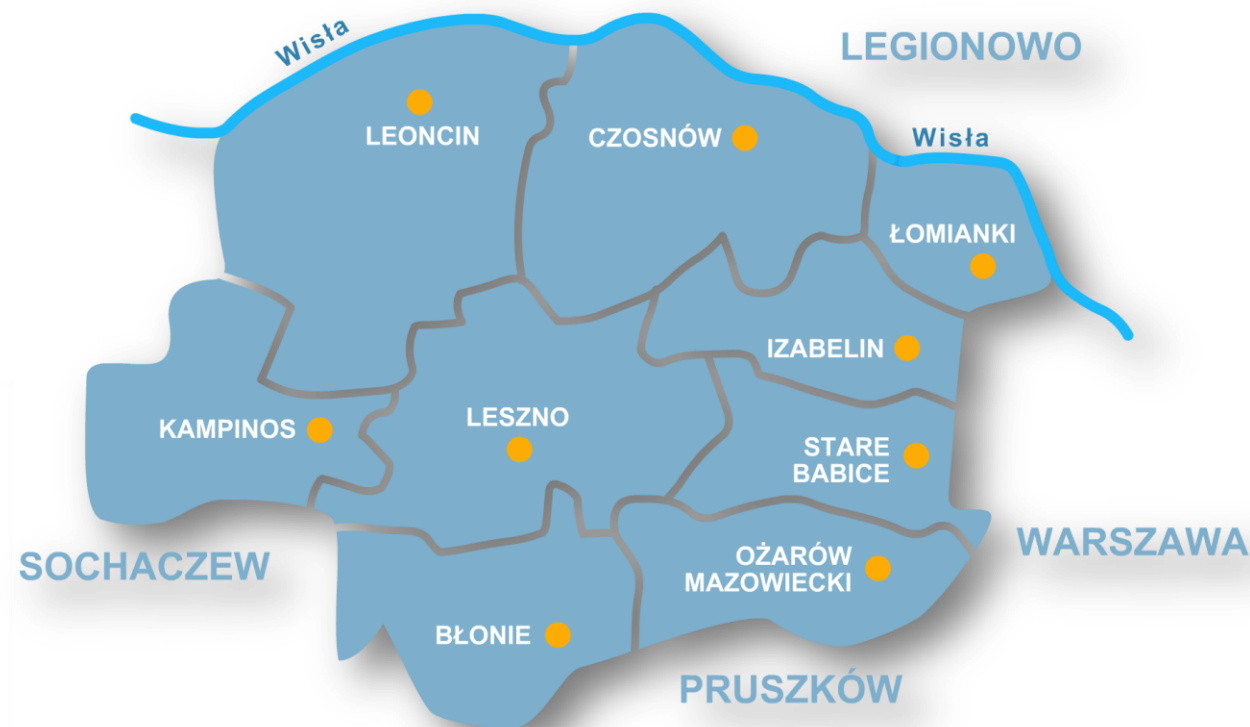 Wisła
LEGIONOWO
LEONCIN
CZOSNÓW
Wisła
ŁOMIANKI
IZABELIN
KAMPINOS
LESZNO
STARE
BABICE
SOCHACZEW
WARSZAWA
OŻARÓW
MAZOWIECKI
BŁONIE
PRUSZKÓW